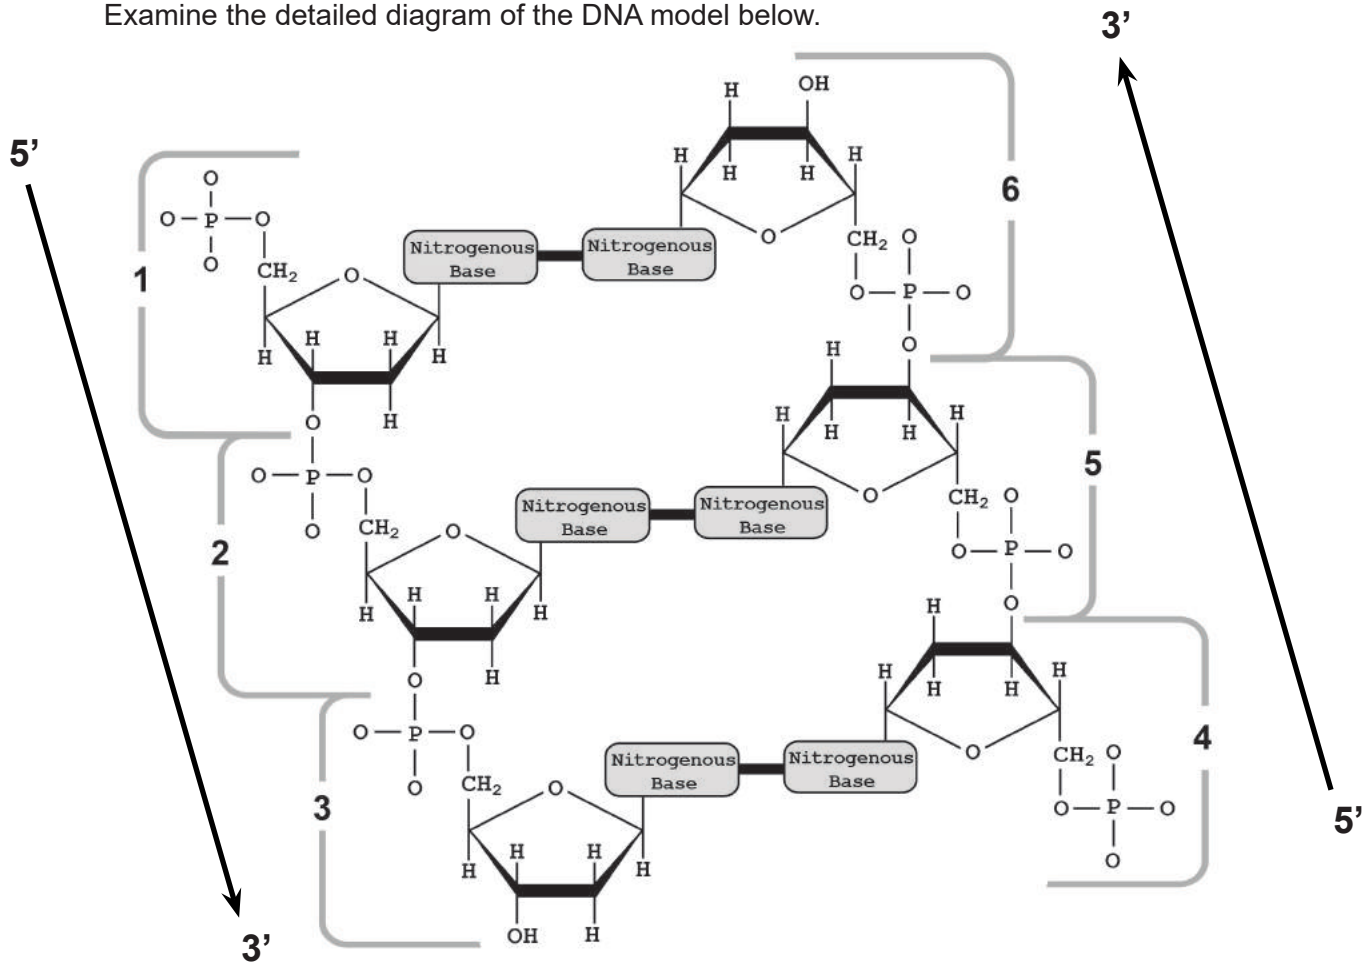 Examine the detailed diagram of the DNA model below.
3’
5’
H
OH
H
H
H
H
6
O
O
P
O
O
O
CH₂
O
CH₂
O
O
P
O
O
Nitrogenous
Base
Nitrogenous
Base
1
H
H
H
H
H
O
O
P
O
O
CH₂
O
Nitrogenous
Base
Nitrogenous
Base
H
H
H
H
O
CH₂
O
O
P
O
O
5
2
H
H
H
H
H
O
O
P
O
O
CH₂
O
Nitrogenous
Base
Nitrogenous
Base
H
H
H
H
O
CH₂
O
O
P
O
O
4
3
H
H
H
H
OH
H
5’
3’